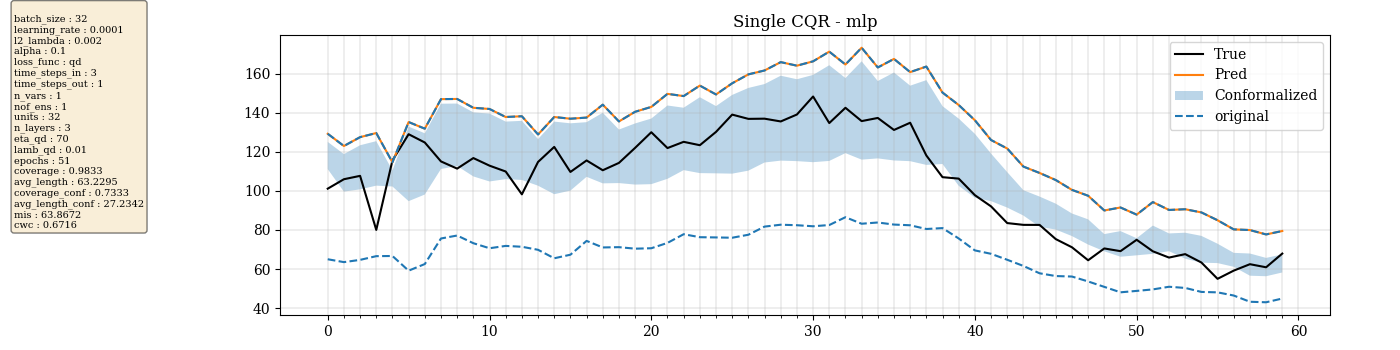 batch_size : 32
learning_rate : 0.0001
l2_lambda : 0.002
alpha : 0.1
loss_func : qd
time_steps_in : 3
time_steps_out : 1
n_vars : 1
nof_ens : 1
units : 32
n_layers : 3
eta_qd : 70
lamb_qd : 0.01
epochs : 51
coverage : 0.9833
avg_length : 63.2295
coverage_conf : 0.7333
avg_length_conf : 27.2342
mis : 63.8672
cwc : 0.6716
Single CQR - mlp
True
Pred
Conformalized
original
160
140
120
100
80
60
40
0 10 20 30 40 50 60